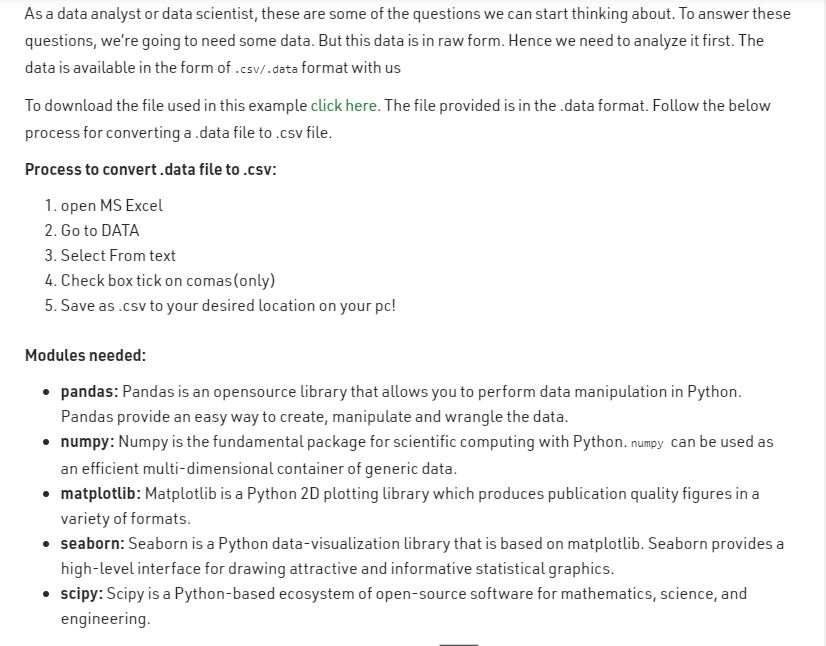 As a data analyst or data scientist, these are some of the questions we can start thinking about. To answer these
questions, we're going to need some data. But this data is in raw form. Hence we need to analyze it first. The
data is available in the form of .csv/.data format with us
To download the file used in this example click here. The file provided is in the .data format. Follow the below
process for converting a .data file to .csv file.
Process to convert .data file to .csv:
1. open MS Excel
2. Go to DATA
3. Select From text
4. Check box tick on comas(only)
5. Save as .csv to your desired location on your pc!
Modules needed:
• pandas: Pandas is an opensource library that allows you to perform data manipulation in Python.
Pandas provide an easy way to create, manipulate and wrangle the data.
• numpy: Numpy is the fundamental package for scientific computing with Python. numpy can be used as
an efficient multi-dimensional container of generic data.
• matplotlib: Matplotlib is a Python 2D plotting library which produces publication quality figures in a
variety of formats.
• seaborn: Seaborn is a Python data-visualization library that is based on matplotlib. Seaborn provides a
high-level interface for drawing attractive and informative statistical graphics.
• scipy: Scipy is a Python-based ecosystem of open-source software for mathematics, science, and
engineering.